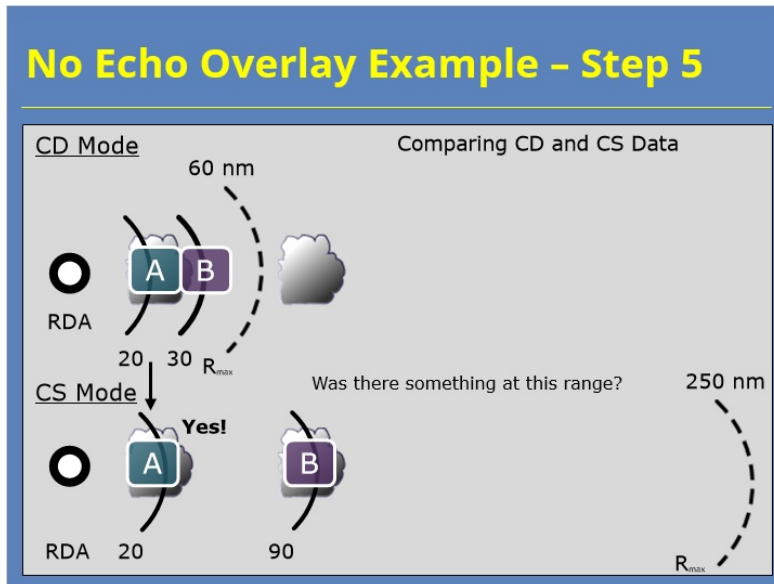 No Echo Overlay Example – Step 5
CD Mode
Comparing CD and CS Data
60 nm
A
B
RDA
20
30
Rmax
Was there something at this range?
250 nm
CS Mode
Yes!
A
B
RDA
20
90
Rmax